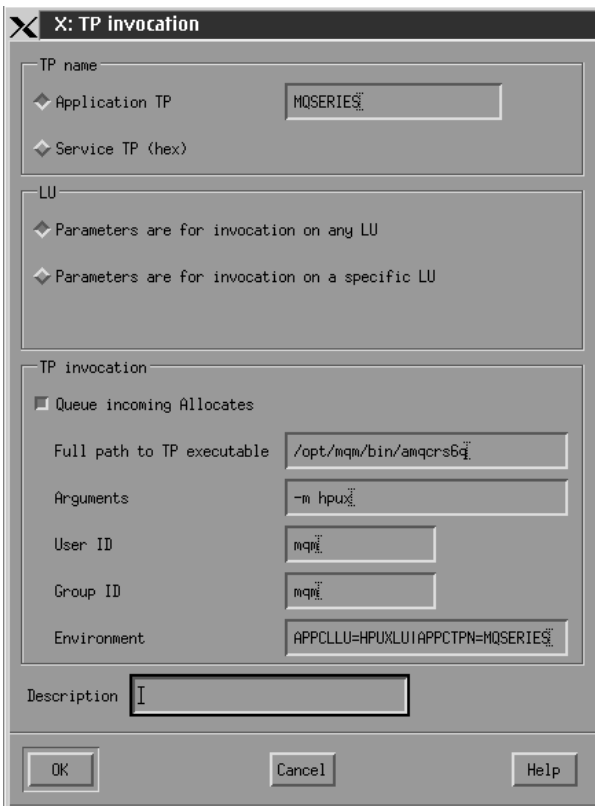 X: TP invocation
TP name
Application TP MQSERIES
Service TP (hex)
LU
Parameters are for invocation on any LU
Parameters are for invocation on a specific LU
TP invocation
Queue incoming Allocates
Full path to TP executable /opt/mqm/bin/amqcrs6a
Arguments -m hpux
User ID mqm
Group ID mqm
Environment APPCLLU=HPUXLU|APPCTPN=MQSERIES
Description
OK Cancel Help